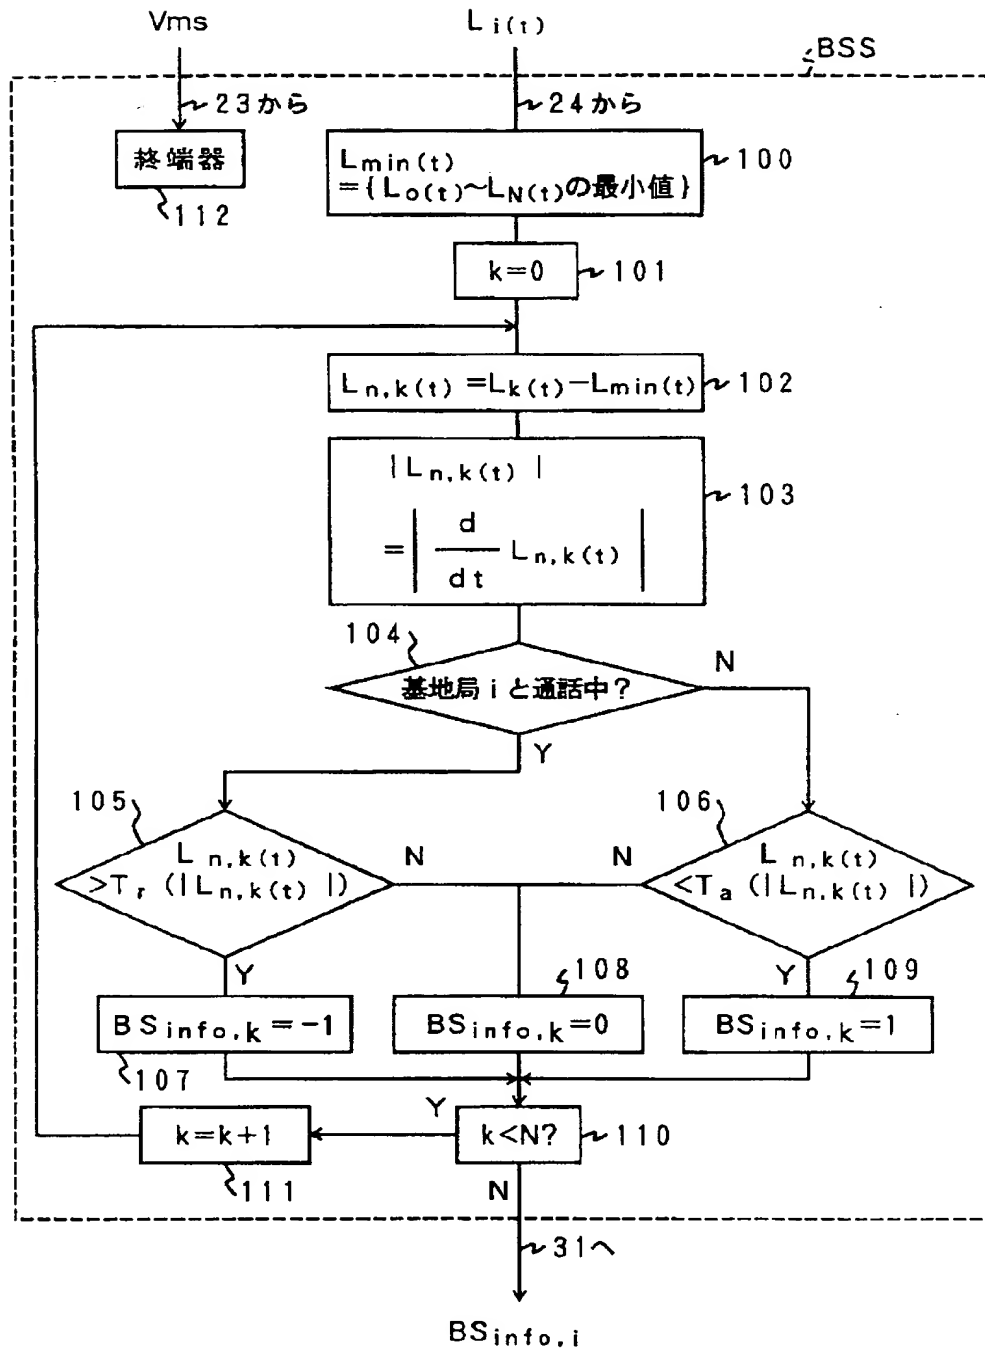 Vms
L i(t)
BSS
23から
24から
終端器
112
Lmin(t)
={Lo(t)~LN(t)の最小値}
100
k=0
101
Ln,k(t)=Lk(t)-Lmin(t)
102
|Ln,k(t)|
=| d
dt Ln,k(t) |
103
104
基地局iと通話中?
N
Y
105
Ln,k(t)
>Tr(|Ln,k(t)|)
N
Y
106
Ln,k(t)
<Ta(|Ln,k(t)|)
N
Y
BSinfo,k=-1
107
108
BSinfo,k=0
109
BSinfo,k=1
k=k+1
111
Y
k<N?
110
N
31へ
BSinfo,i